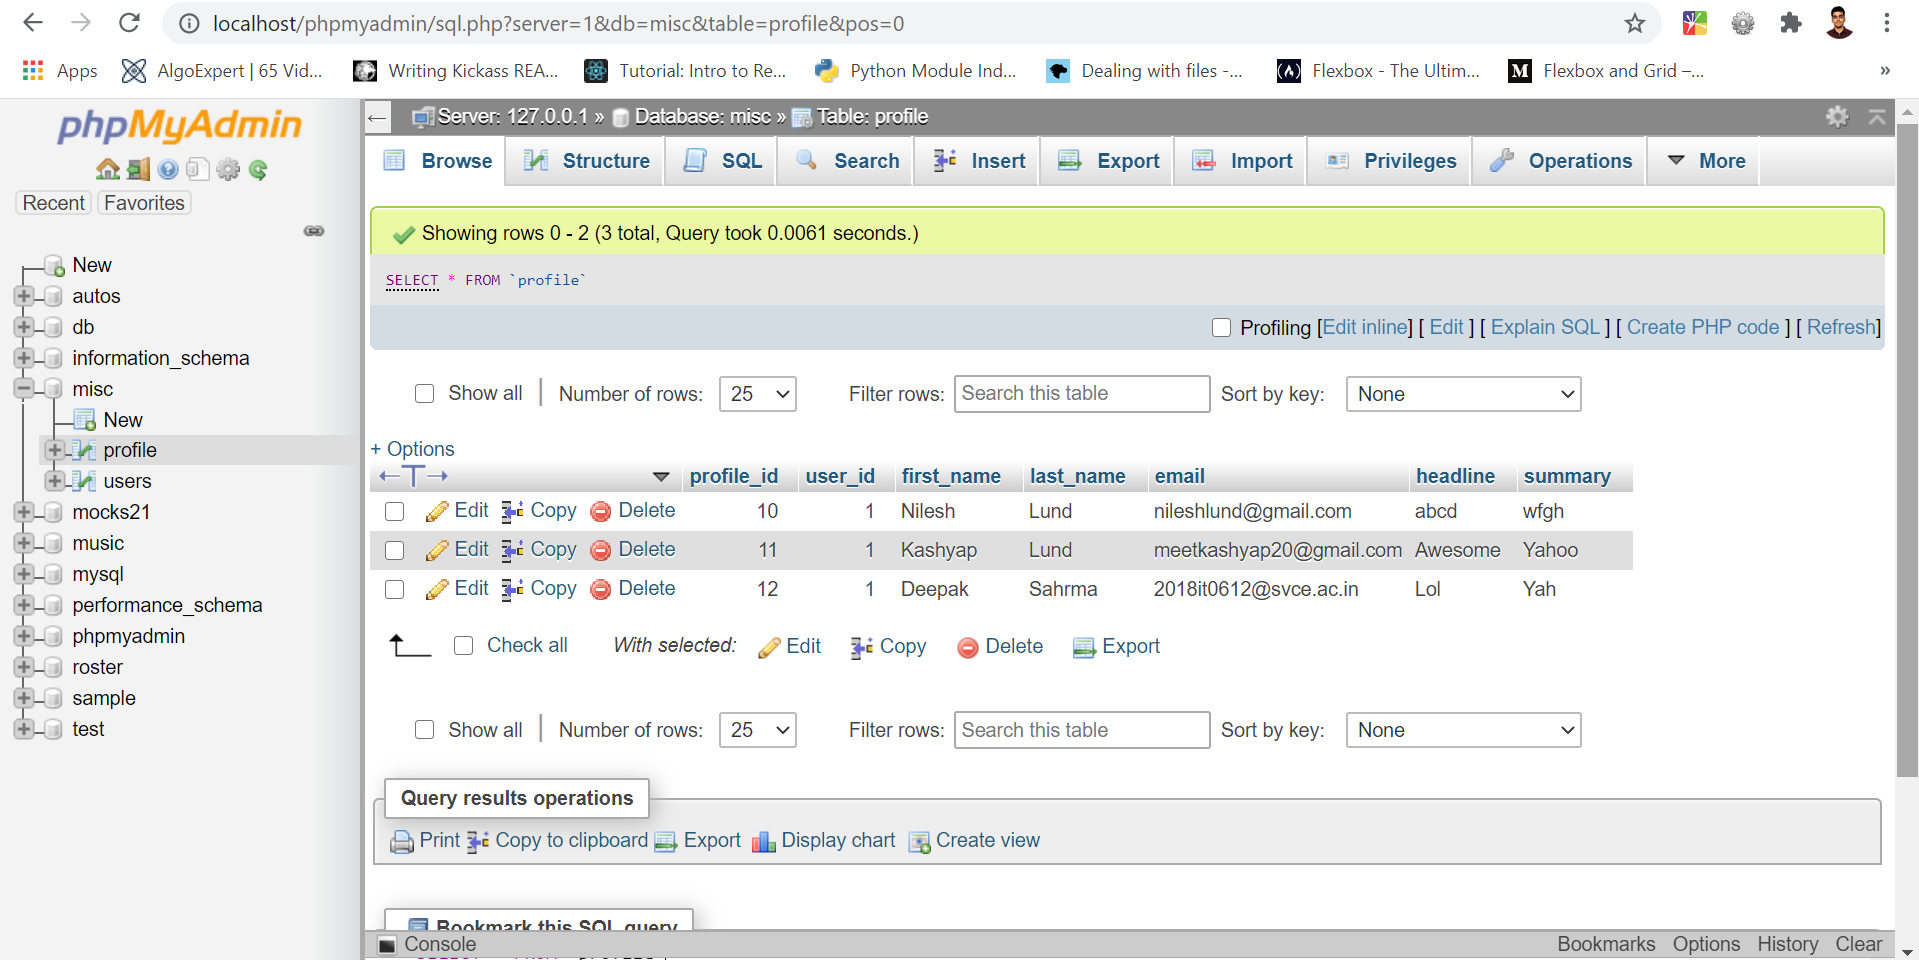 localhost/phpmyadmin/sql.php?server=1&db=misc&table=profile&pos=0
Apps AlgoExpert | 65 Vid... Writing Kickass REA... Tutorial: Intro to Re... Python Module Ind... Dealing with files -... Flexbox - The Ultim... M Flexbox and Grid –... »
phpMyAdmin
Recent Favorites
New
autos
db
information_schema
misc
New
profile
users
mocks21
music
mysql
performance_schema
phpmyadmin
roster
sample
test
Server: 127.0.0.1 » Database: misc » Table: profile
Browse Structure SQL Search Insert Export Import Privileges Operations More
Showing rows 0 - 2 (3 total, Query took 0.0061 seconds.)
SELECT * FROM `profile`
Profiling [Edit inline] [ Edit ] [ Explain SQL ] [ Create PHP code ] [ Refresh]
Show all Number of rows: 25 Filter rows: Search this table Sort by key: None
+ Options
profile_id user_id first_name last_name email headline summary
Edit Copy Delete 10 1 Nilesh Lund nileshlund@gmail.com abcd wfgh
Edit Copy Delete 11 1 Kashyap Lund meetkashyap20@gmail.com Awesome Yahoo
Edit Copy Delete 12 1 Deepak Sahrma 2018it0612@svce.ac.in Lol Yah
Check all With selected: Edit Copy Delete Export
Show all Number of rows: 25 Filter rows: Search this table Sort by key: None
Query results operations
Print Copy to clipboard Export Display chart Create view
Bookmark this SQL query
Console Bookmarks Options History Clear